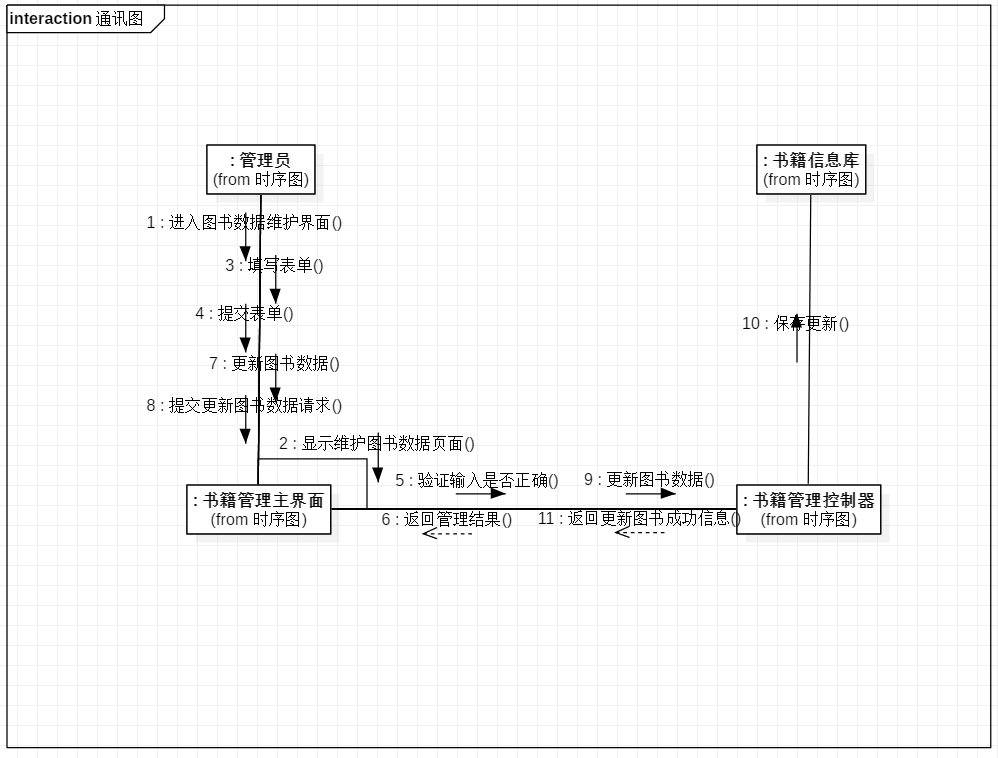 interaction 通讯图
: 管理员
(from 时序图)
: 书籍信息库
(from 时序图)
1 : 进入图书数据维护界面()
3 : 填写表单()
4 : 提交表单()
10 : 保存更新()
7 : 更新图书数据()
8 : 提交更新图书数据请求()
2 : 显示维护图书数据页面()
5 : 验证输入是否正确()
9 : 更新图书数据()
: 书籍管理主界面
(from 时序图)
6 : 返回管理结果()
11 : 返回更新图书成功信息()
: 书籍管理控制器
(from 时序图)